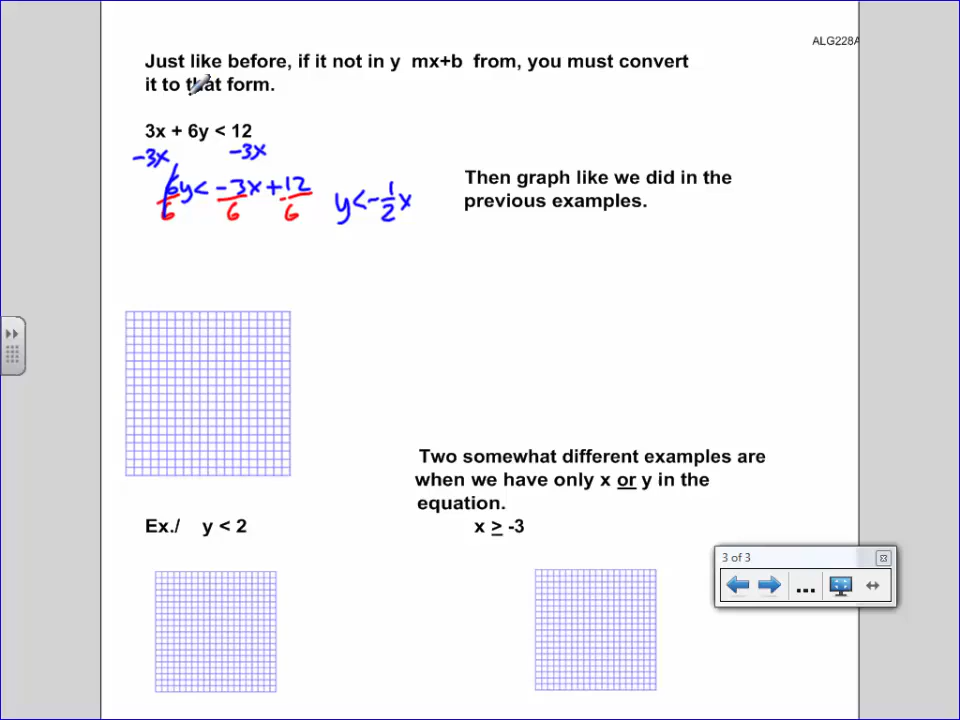 ALG228A
Just like before, if it not in y mx+b from, you must convert
it to that form.
3x + 6y < 12
-3x -3x
6y < -3x + 12
6 6 -6
y < -1/2x
Then graph like we did in the
previous examples.
Two somewhat different examples are
when we have only x or y in the
equation.
Ex./ y < 2
x ≥ -3
3 of 3
...